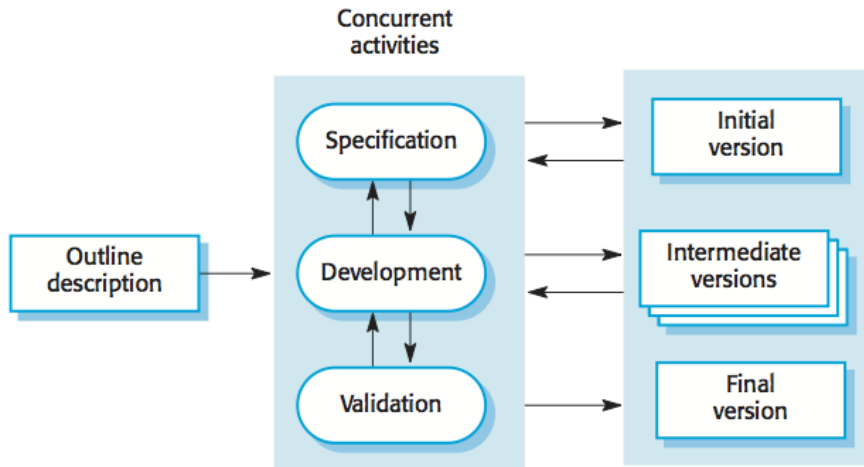 Concurrent
activities
Specification
Initial
version
Outline
description
Development
Intermediate
versions
Validation
Final
version